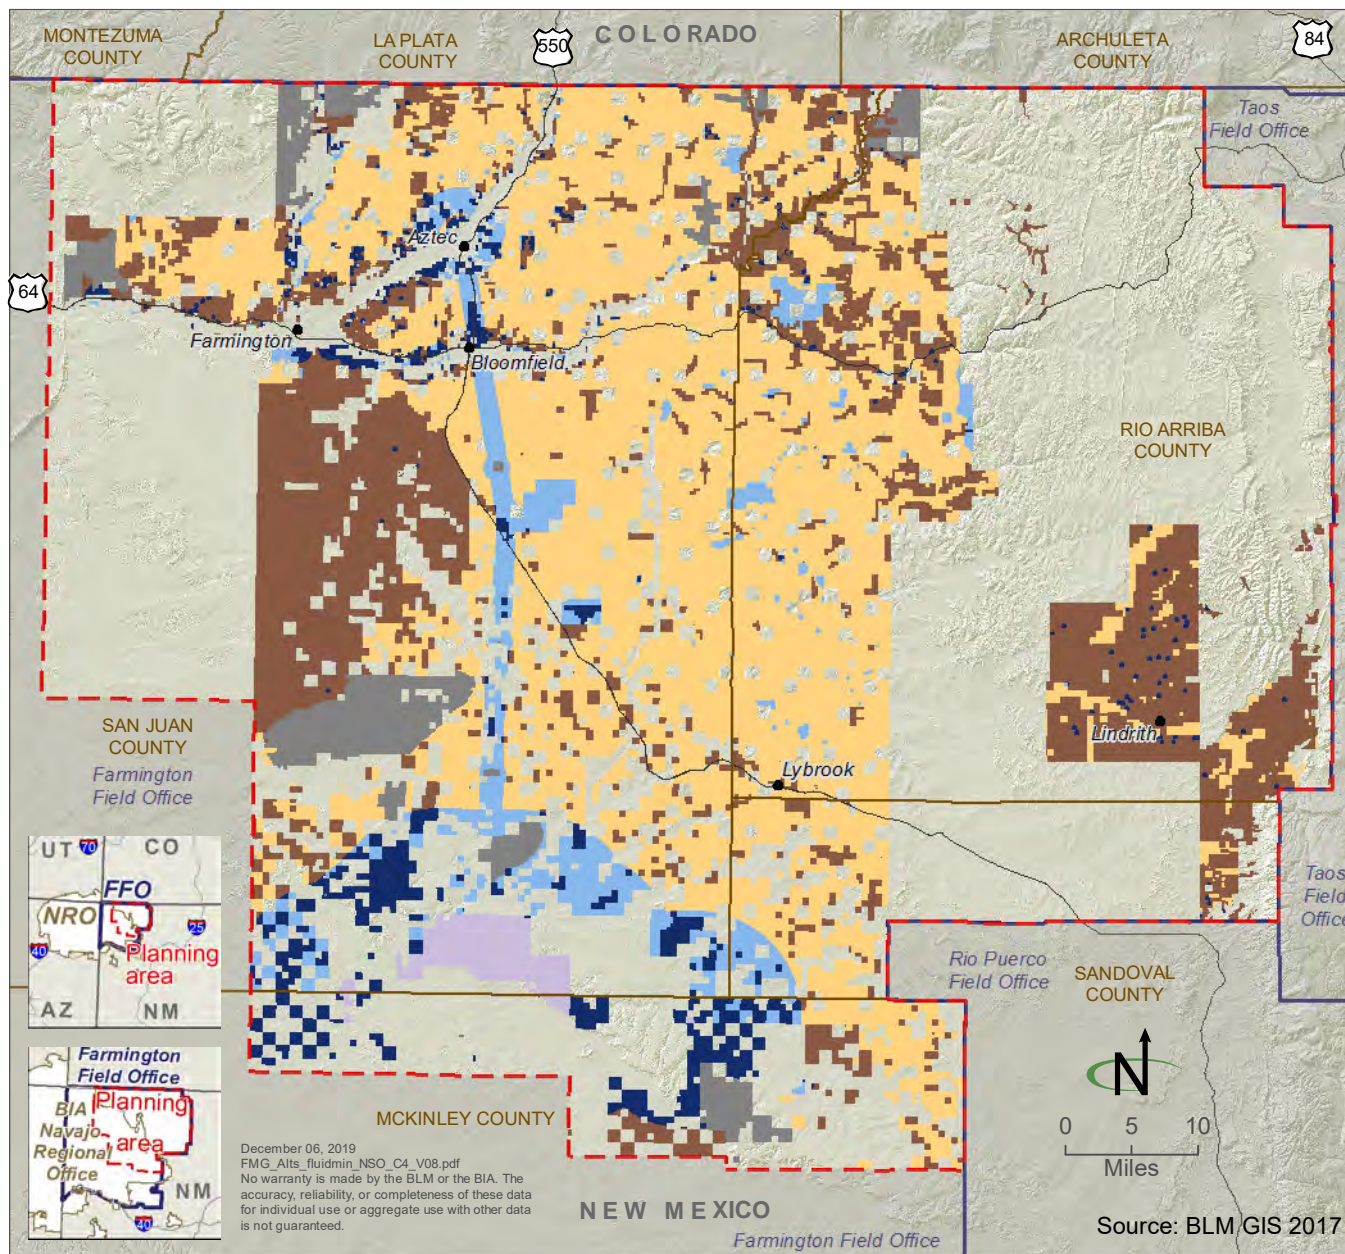 MONTEZUMA
COUNTY
LA PLATA
COUNTY
550
COLORADO
ARCHULETA
COUNTY
84
Taos
Field Office
Aztec
64
Farmington
Bloomfield
RIO ARRIBA
COUNTY
SAN JUAN
COUNTY
Farmington
Field Office
Lindrith
Lybrook
UT
70
CO
FFO
NRO
25
40
Planning
area
AZ
NM
Taos
Field
Office
Rio Puerco
Field Office
SANDOVAL
COUNTY
Farmington
Field Office
Planning
area
BIA
Navajo
Regional
Office
NM
40
MCKINLEY COUNTY
N
0 5 10
Miles
December 06, 2019
FMG_Alts_fluidmin_NSO_C4_V08.pdf
No warranty is made by the BLM or the BIA. The
accuracy, reliability, or completeness of these data
for individual use or aggregate use with other data
is not guaranteed.
NEW MEXICO
Farmington Field Office
Source: BLM GIS 2017